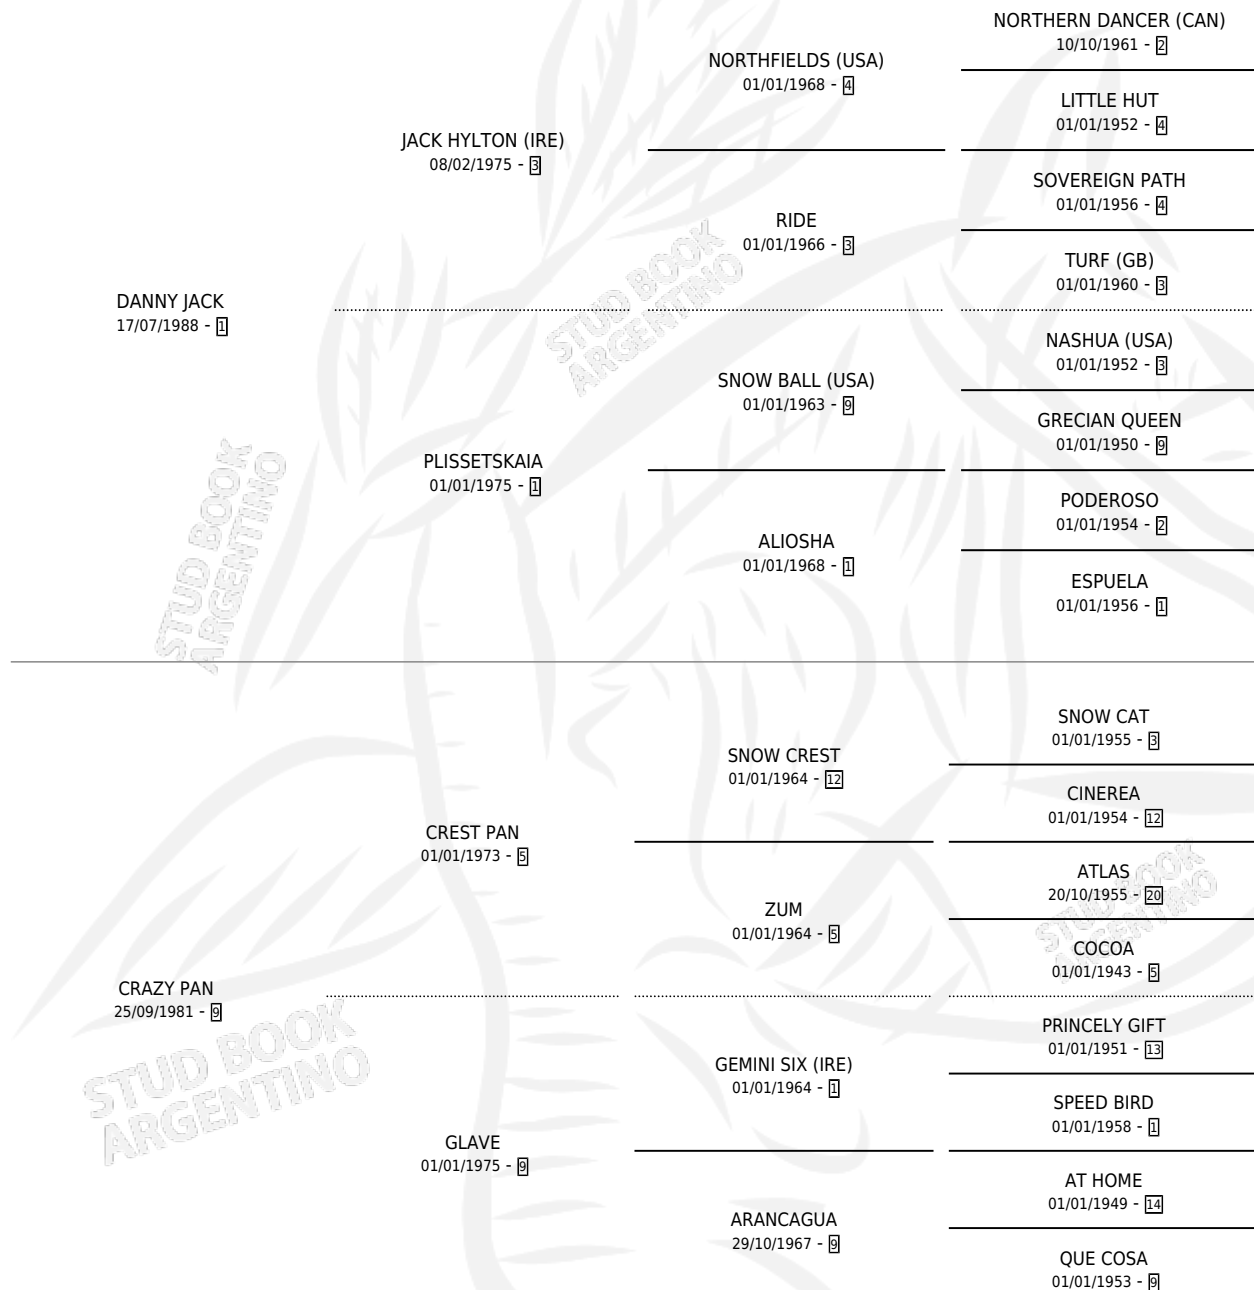 NORTHERN DANCER (CAN)
10/10/1961 - 2
NORTHFIELDS (USA)
01/01/1968 - 4
LITTLE HUT
01/01/1952 - 4
JACK HYLTON (IRE)
08/02/1975 - 3
SOVEREIGN PATH
01/01/1956 - 4
RIDE
01/01/1966 - 3
TURF (GB)
01/01/1960 - 3
DANNY JACK
17/07/1988 - 1
NASHUA (USA)
01/01/1952 - 3
SNOW BALL (USA)
01/01/1963 - 9
GRECIAN QUEEN
01/01/1950 - 9
PLISSETSKAIA
01/01/1975 - 1
PODEROSO
01/01/1954 - 2
ALIOSHA
01/01/1968 - 1
ESPUELA
01/01/1956 - 1
SNOW CAT
01/01/1955 - 3
SNOW CREST
01/01/1964 - 12
CINEREA
01/01/1954 - 12
CREST PAN
01/01/1973 - 5
ATLAS
20/10/1955 - 20
ZUM
01/01/1964 - 5
COCOA
01/01/1943 - 5
CRAZY PAN
25/09/1981 - 9
PRINCELY GIFT
01/01/1951 - 13
GEMINI SIX (IRE)
01/01/1964 - 1
SPEED BIRD
01/01/1958 - 1
GLAVE
01/01/1975 - 9
AT HOME
01/01/1949 - 14
ARANCAGUA
29/10/1967 - 9
QUE COSA
01/01/1953 - 9
STUD BOOK
ARGENTINO
STUD BOOK
ARGENTINO
STUD BOOK
ARGENTINO
STUD BOOK
ARGENTINO